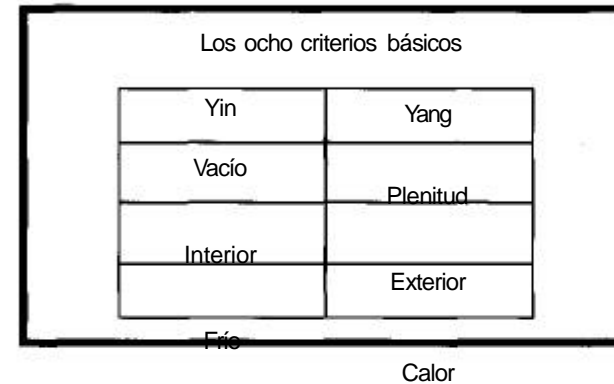 Los ocho criterios básicos
Yin Yang
Vacío
Plenitud
Interior
Exterior
Frío
Calor